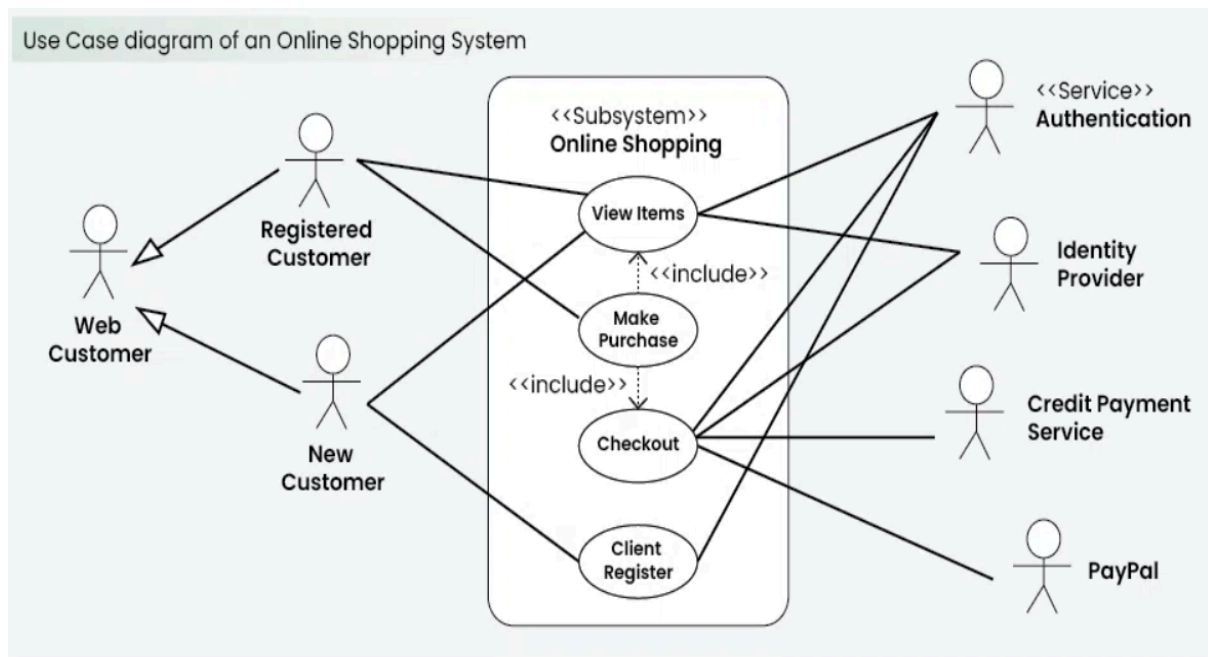 Use Case diagram of an Online Shopping System
<<Subsystem>>
Online Shopping
<<Service>>
Authentication
Registered
Customer
View Items
Identity
Provider
<<include>>
Web
Customer
Make
Purchase
<<include>>
Credit Payment
Service
New
Customer
Checkout
Client
Register
PayPal